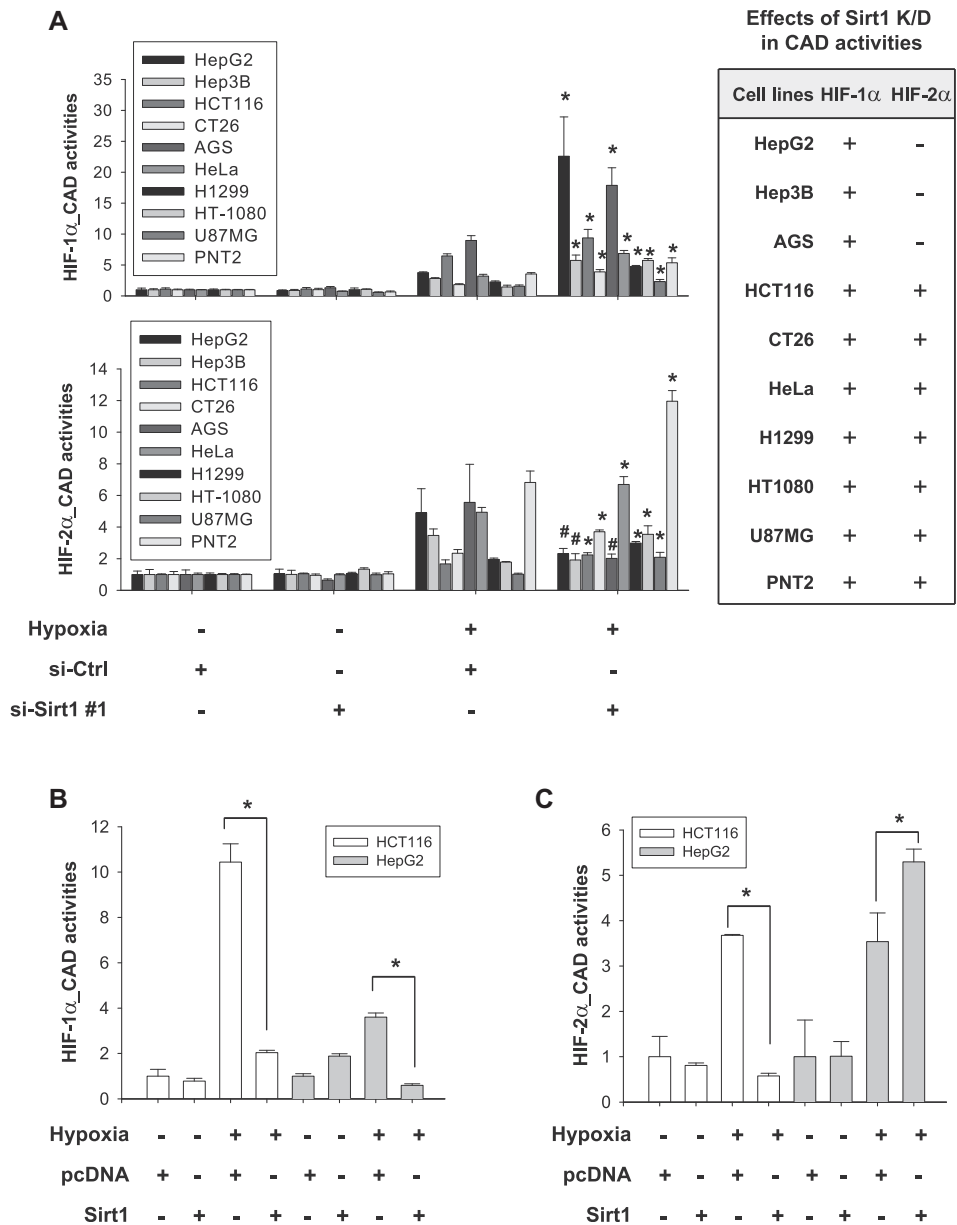 A
Effects of Sirt1 K/D
in CAD activities
HIF-1α_CAD activities
35
30
25
20
15
10
5
0
HepG2
Hep3B
HCT116
CT26
AGS
HeLa
H1299
HT-1080
U87MG
PNT2
* * * * * * * * * *
HIF-2α_CAD activities
14
12
10
8
6
4
2
0
HepG2
Hep3B
HCT116
CT26
AGS
HeLa
H1299
HT-1080
U87MG
PNT2
# # * * # * * * * *
Hypoxia - - + +
si-Ctrl + - + -
si-Sirt1 #1 - + - +
Cell lines HIF-1α HIF-2α
HepG2 + -
Hep3B + -
AGS + -
HCT116 + +
CT26 + +
HeLa + +
H1299 + +
HT1080 + +
U87MG + +
PNT2 + +
B
HIF-1α_CAD activities
12
10
8
6
4
2
0
HCT116
HepG2
*
*
Hypoxia - - + + - - + +
pcDNA + - + - + - + -
Sirt1 - + - + - + - +
C
HIF-2α_CAD activities
6
5
4
3
2
1
0
HCT116
HepG2
*
*
Hypoxia - - + + - - + +
pcDNA + - + - + - + -
Sirt1 - + - + - + - +